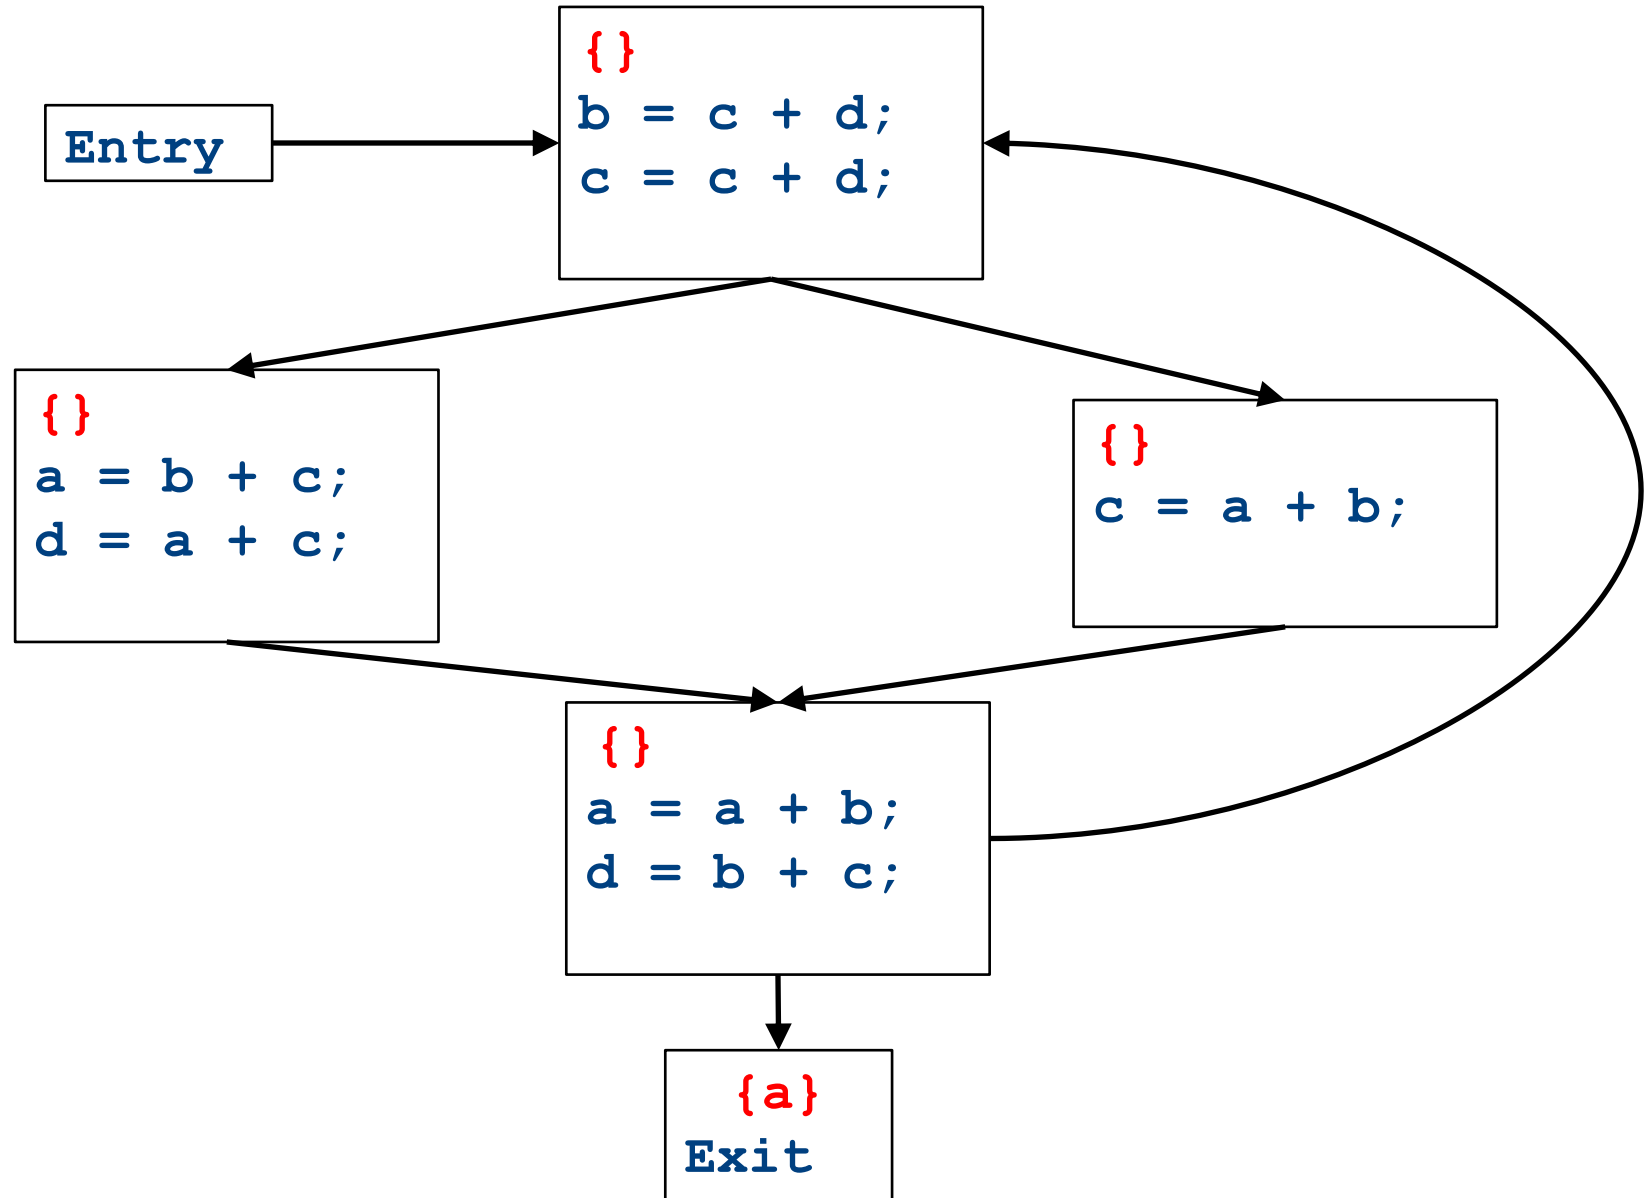 {}
b = c + d;
c = c + d;
Entry
{}
a = b + c;
d = a + c;
{}
c = a + b;
{}
a = a + b;
d = b + c;
{a}
Exit